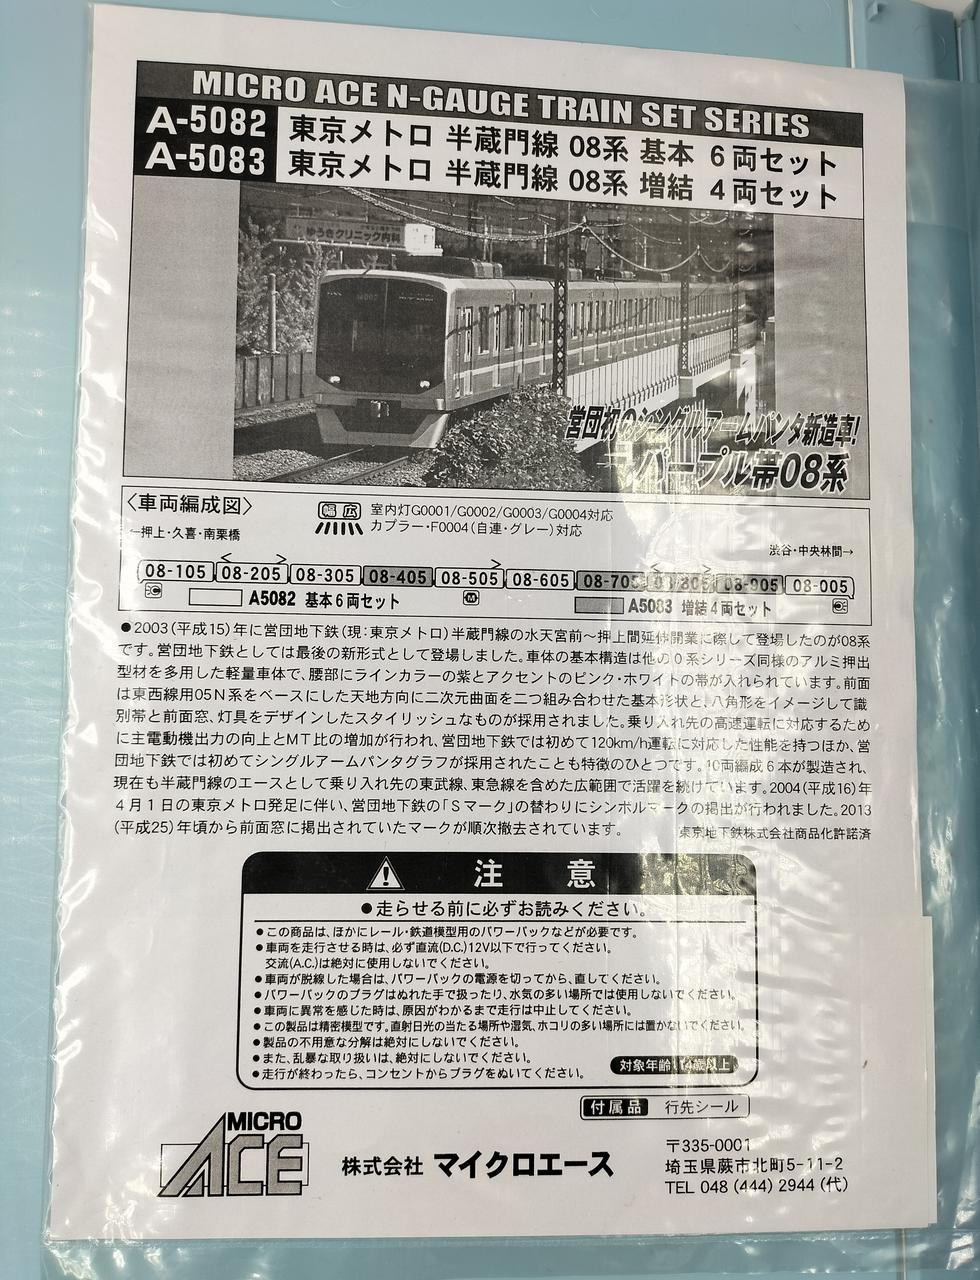 MICRO ACE N-GAUGE TRAIN SET SERIES
A-5082 東京メトロ 半蔵門線 08系 基本 6両セット
A-5083 東京メトロ 半蔵門線 08系 増結 4両セット
ゆうきクリニック内科
営団初のシングルアームパンタ新造車!
パープル帯08系
〈車両編成図〉
幅 広 室内灯G0001/G0002/G0003/G0004対応
カプラー・F0004(自連・グレー)対応
←押上・久喜・南栗橋
渋谷・中央林間→
08-105 08-205 08-305 08-405 08-505 08-605 08-705 08-805 08-905 08-005
A5082 基本6両セット M A5083 増結4両セット
●2003(平成15)年に営団地下鉄(現:東京メトロ)半蔵門線の水天宮前〜押上間延伸開業に際して登場したのが08系
です。営団地下鉄としては最後の新形式として登場しました。車体の基本構造は他の0系シリーズ同様のアルミ押出
型材を多用した軽量車体で、腰部にラインカラーの紫とアクセントのピンク・ホワイトの帯が入れられています。前面
は東西線用05N系をベースにした天地方向に二次元曲面を二つ組み合わせた基本形状と、八角形をイメージして識
別帯と前面窓、灯具をデザインしたスタイリッシュなものが採用されました。乗り入れ先の高速運転に対応するため
に主電動機出力の向上とMT比の増加が行われ、営団地下鉄では初めて120km/h運転に対応した性能を持つほか、営
団地下鉄では初めてシングルアームパンタグラフが採用されたことも特徴のひとつです。10両編成6本が製造され、
現在も半蔵門線のエースとして乗り入れ先の東武線、東急線を含めた広範囲で活躍を続けています。2004(平成16)年
4月1日の東京メトロ発足に伴い、営団地下鉄の「Sマーク」の替わりにシンボルマークの掲出が行われました。2013
(平成25)年頃から前面窓に掲出されていたマークが順次撤去されています。 東京地下鉄株式会社商品化許諾済
注 意
●走らせる前に必ずお読みください。
●この商品は、ほかにレール・鉄道模型用のパワーパックなどが必要です。
●車両を走行させる時は、必ず直流(D.C.)12V以下で行ってください。
交流(A.C.)は絶対に使用しないでください。
●車両が脱線した場合は、パワーパックの電源を切ってから、直してください。
●パワーパックのプラグはぬれた手で扱ったり、水気の多い場所では使用しないでください。
●車両に異常を感じた時は、原因がわかるまで走行は中止してください。
●この製品は精密模型です。直射日光の当たる場所や湿気、ホコリの多い場所には置かないでください。
●製品の不用意な分解は絶対にしないでください。
●また、乱暴な取り扱いは、絶対にしないでください。
●走行が終わったら、コンセントからプラグをぬいてください。
対象年齢14歳以上
付属品 行先シール
MICRO ACE
株式会社 マイクロエース
〒335-0001
埼玉県蕨市北町5-11-2
TEL 048 (444) 2944 (代)